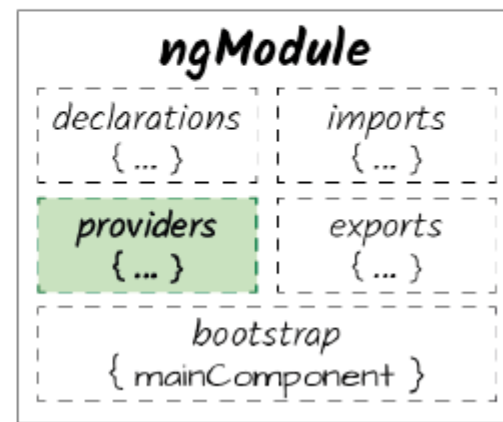 ngModule
declarations
{ ... }
imports
{ ... }
providers
{ ... }
exports
{ ... }
bootstrap
{ mainComponent }